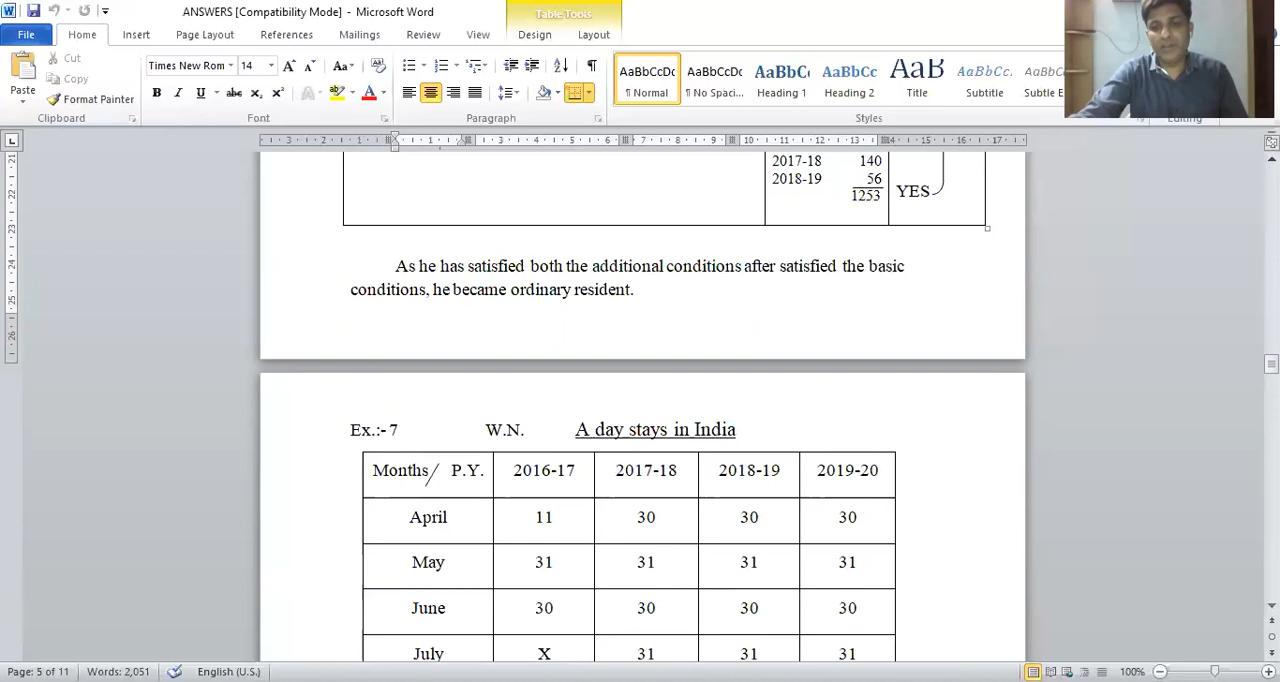 ANSWERS [Compatibility Mode] - Microsoft Word
Table Tools
File Home Insert Page Layout References Mailings Review View Design Layout
Cut
Copy
Paste
Format Painter
Clipboard
Times New Rom 14
Font
Paragraph
AaBbCcDc AaBbCcDc AaBbC AaBbCc AaB AaBbCc. AaBbCc
¶ Normal ¶ No Spaci... Heading 1 Heading 2 Title Subtitle Subtle E
Styles
Editing
2017-18 140
2018-19 56
1253
YES
As he has satisfied both the additional conditions after satisfied the basic
conditions, he became ordinary resident.
Ex.:- 7 W.N. A day stays in India
Months/ P.Y. 2016-17 2017-18 2018-19 2019-20
April 11 30 30 30
May 31 31 31 31
June 30 30 30 30
July X 31 31 31
Page: 5 of 11 Words: 2,051 English (U.S.) 100%